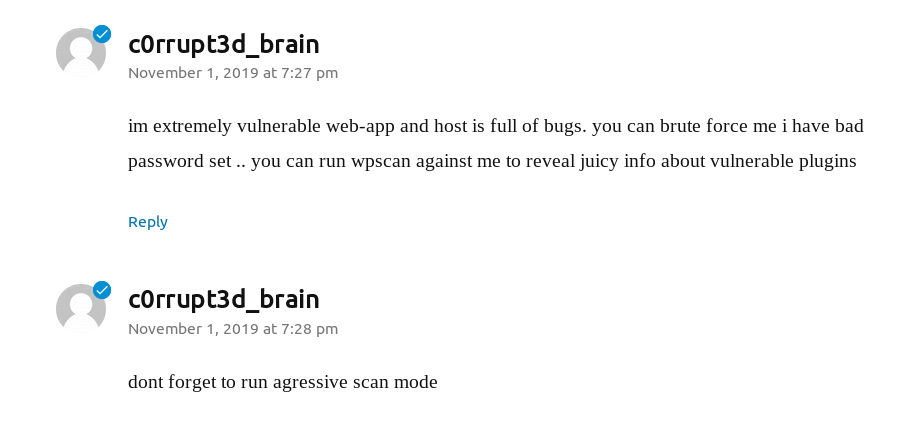 c0rrupt3d_brain
November 1, 2019 at 7:27 pm
im extremely vulnerable web-app and host is full of bugs. you can brute force me i have bad
password set .. you can run wpscan against me to reveal juicy info about vulnerable plugins
Reply
c0rrupt3d_brain
November 1, 2019 at 7:28 pm
dont forget to run agressive scan mode